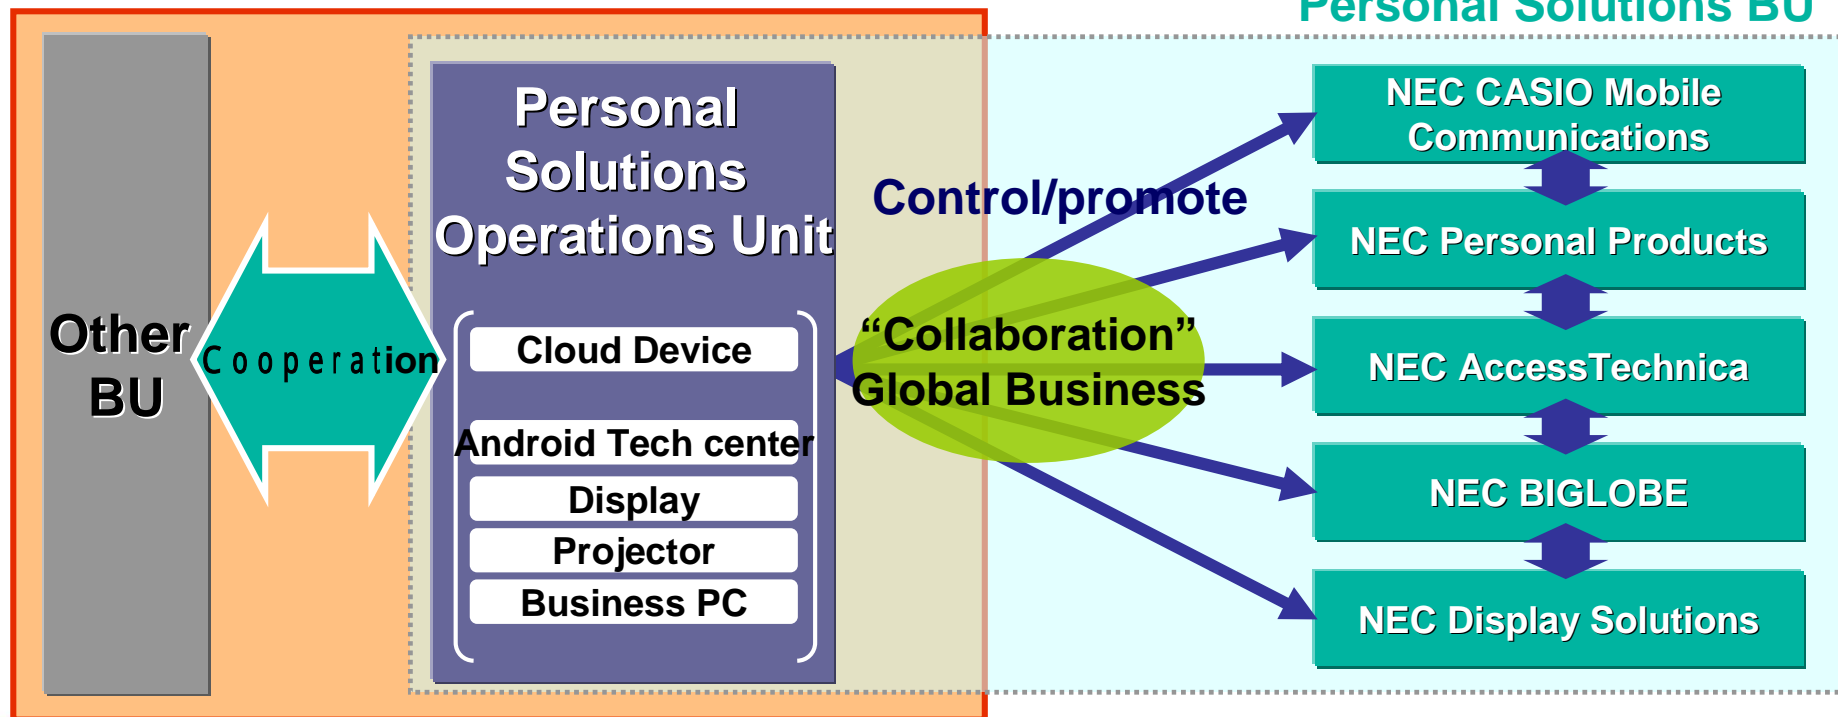 Personal Solutions BU
Personal
Solutions
Operations Unit
NEC CASIO Mobile
Communications
Control/promote
NEC Personal Products
Other
BU
Cooperation
Cloud Device
“Collaboration”
Global Business
NEC AccessTechnica
Android Tech center
Display
NEC BIGLOBE
Projector
Business PC
NEC Display Solutions